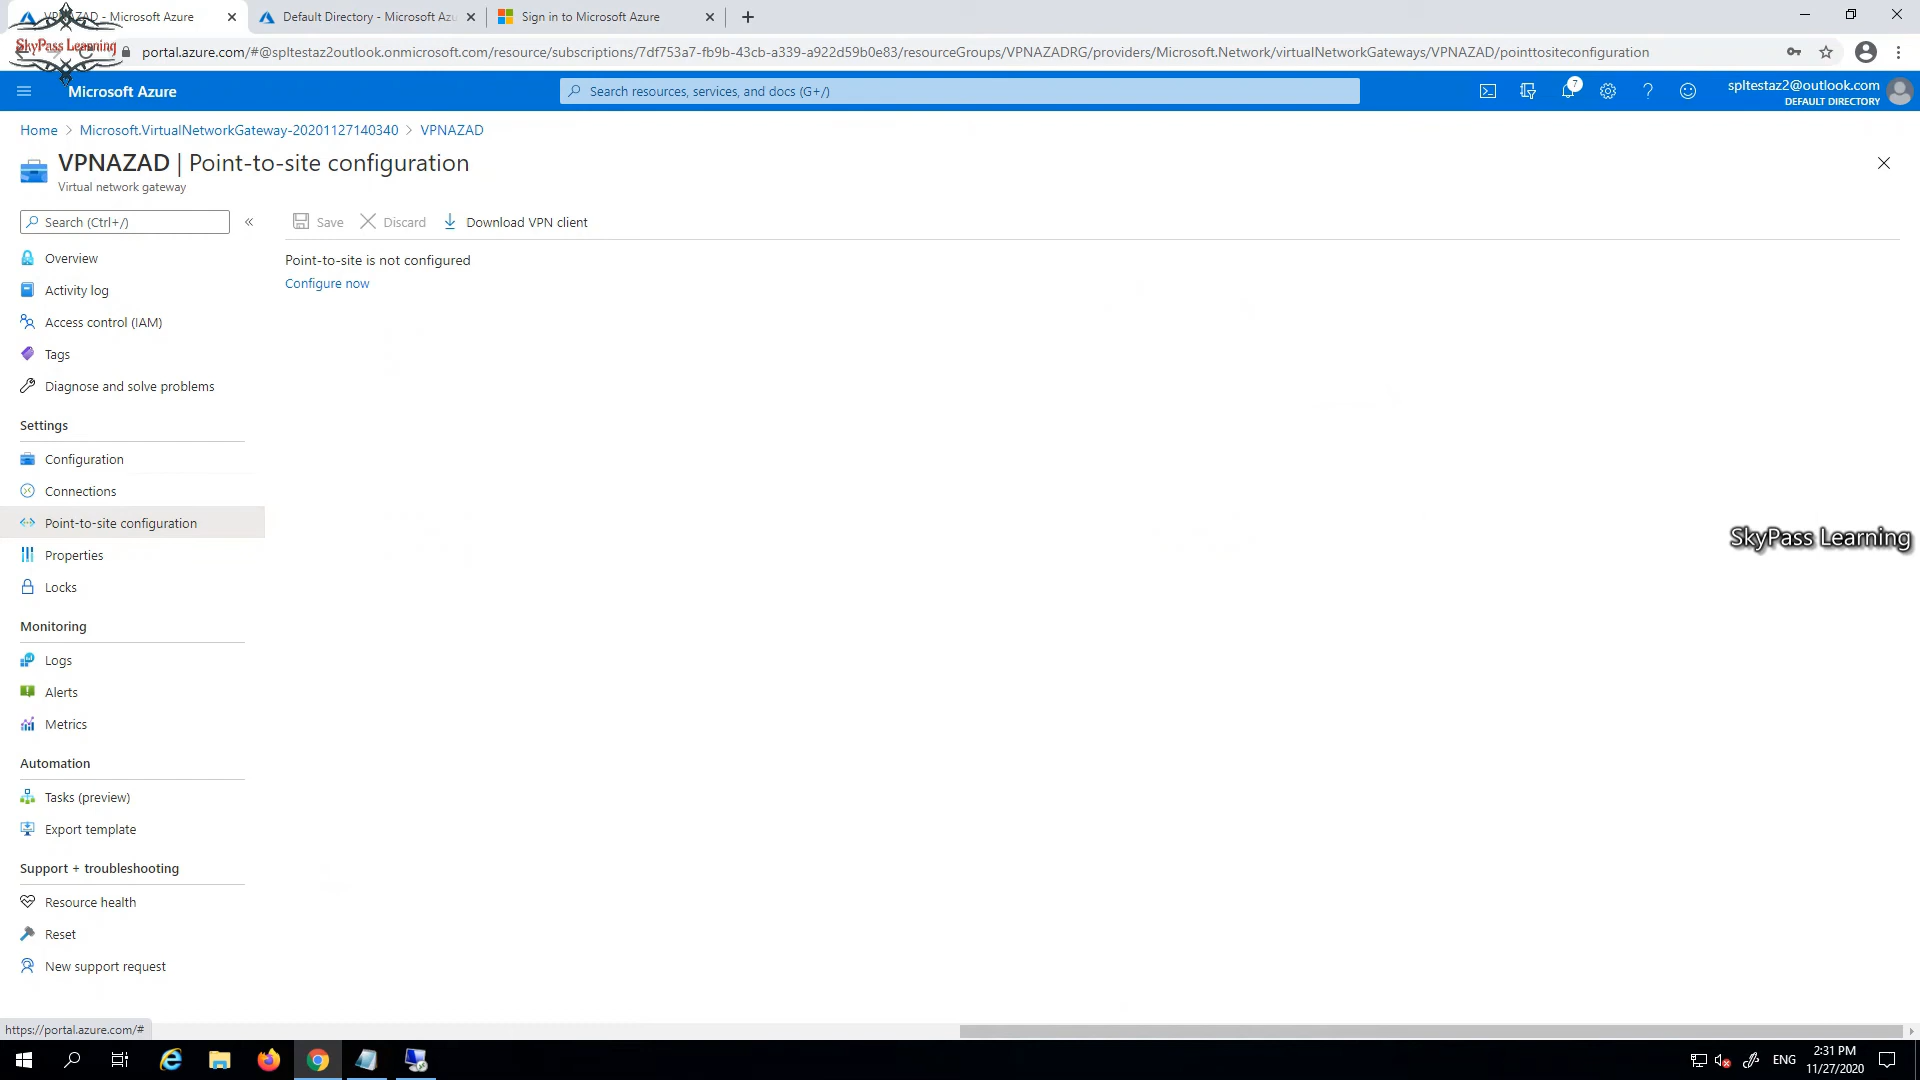 VPNAZAD - Microsoft Azure
Default Directory - Microsoft Azu
Sign in to Microsoft Azure
SkyPass Learning
portal.azure.com/#@spltestaz2outlook.onmicrosoft.com/resource/subscriptions/7df753a7-fb9b-43cb-a339-a922d59b0e83/resourceGroups/VPNAZADRG/providers/Microsoft.Network/virtualNetworkGateways/VPNAZAD/pointtositeconfiguration
Microsoft Azure
Search resources, services, and docs (G+/)
7
spltestaz2@outlook.com
DEFAULT DIRECTORY
Home > Microsoft.VirtualNetworkGateway-20201127140340 > VPNAZAD
VPNAZAD | Point-to-site configuration
Virtual network gateway
Search (Ctrl+/)
Save
Discard
Download VPN client
Point-to-site is not configured
Configure now
Overview
Activity log
Access control (IAM)
Tags
Diagnose and solve problems
Settings
Configuration
Connections
Point-to-site configuration
Properties
Locks
Monitoring
Logs
Alerts
Metrics
Automation
Tasks (preview)
Export template
Support + troubleshooting
Resource health
Reset
New support request
SkyPass Learning
https://portal.azure.com/#
ENG
2:31 PM
11/27/2020